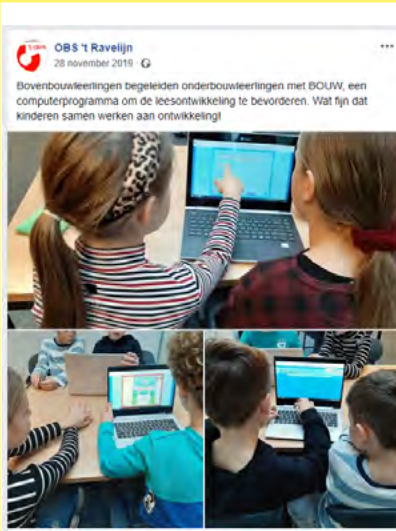 OBS 't Ravelijn
28 november 2019
Bovenbouwleerlingen begeleiden onderbouwleerlingen met BOUW, een
computerprogramma om de leesontwikkeling te bevorderen. Wat fijn dat
kinderen samen werken aan ontwikkeling!